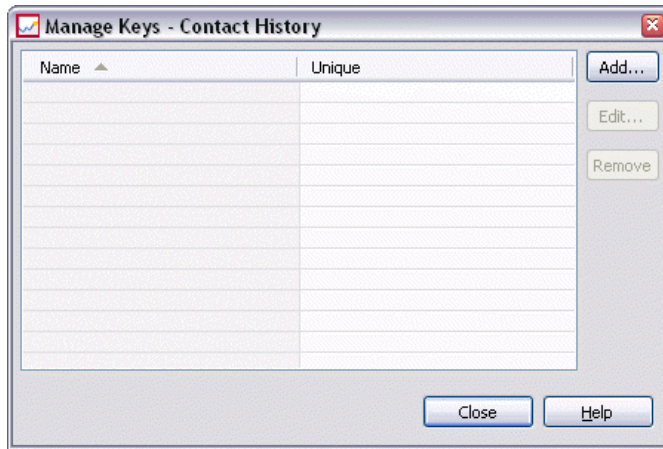 Manage Keys - Contact History
Name Unique
Add...
Edit...
Remove
Close Help